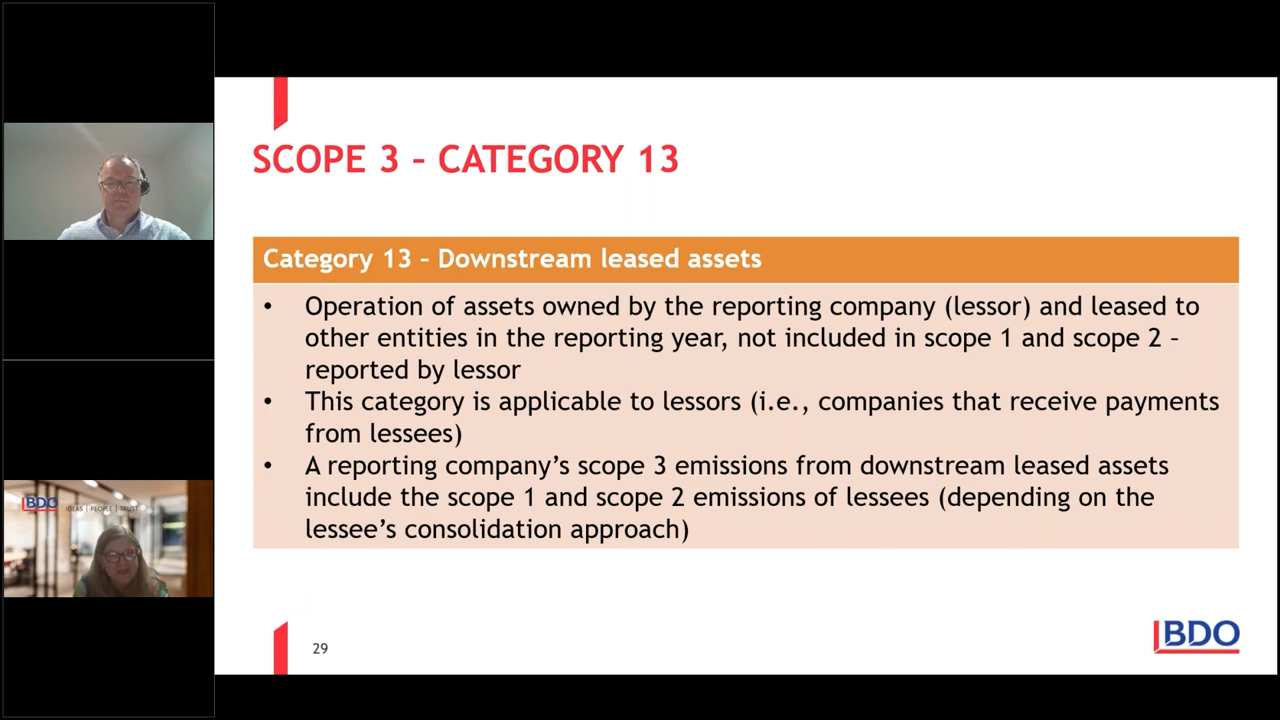 SCOPE 3 – CATEGORY 13
Category 13 – Downstream leased assets
• Operation of assets owned by the reporting company (lessor) and leased to
other entities in the reporting year, not included in scope 1 and scope 2 –
reported by lessor
• This category is applicable to lessors (i.e., companies that receive payments
from lessees)
• A reporting company’s scope 3 emissions from downstream leased assets
include the scope 1 and scope 2 emissions of lessees (depending on the
lessee’s consolidation approach)
29
BDO
BDO
IDEAS | PEOPLE | TRUST